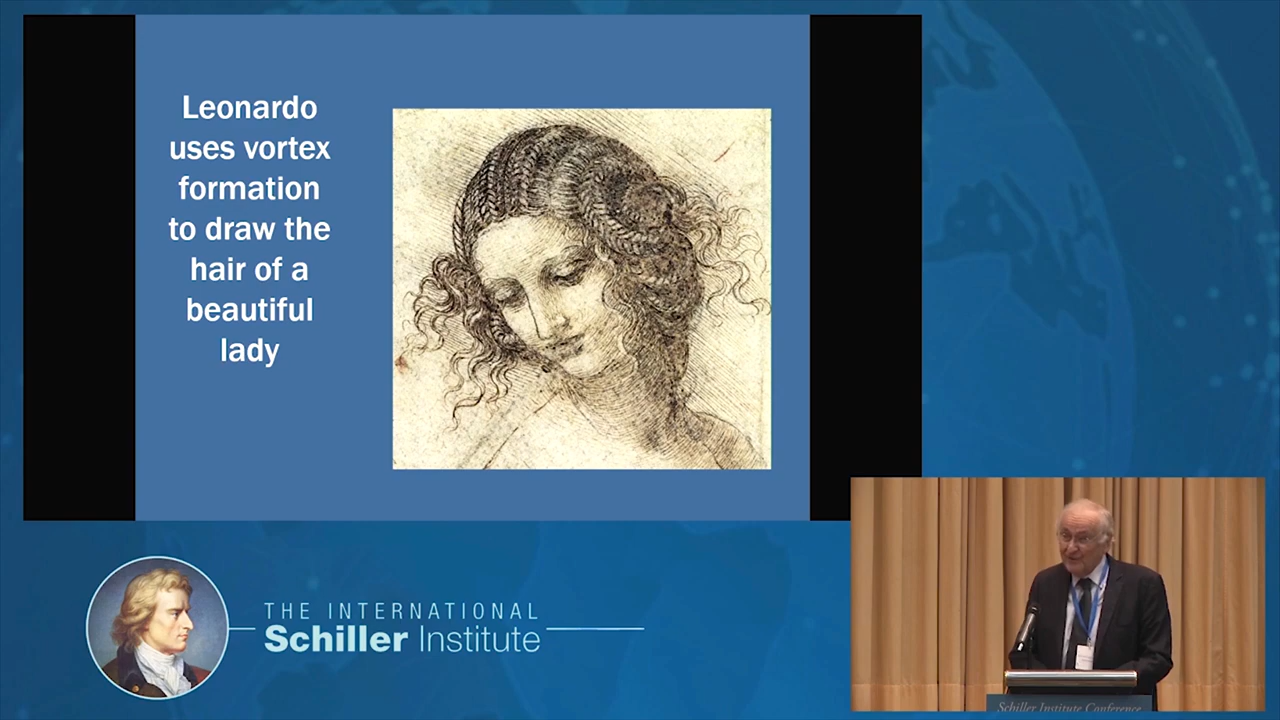 Leonardo
uses vortex
formation
to draw the
hair of a
beautiful
lady
THE INTERNATIONAL
Schiller Institute
Schiller Institute Conference